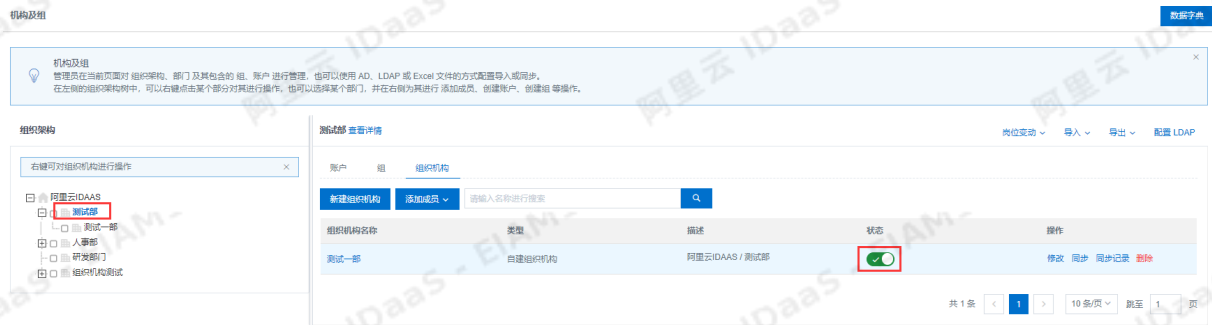 机构及组
数据字典
机构及组
管理员在当前页面对 组织架构、部门 及其包含的 组、账户 进行管理,也可以使用 AD、LDAP 或 Excel 文件的方式配置导入或同步。
在左侧的组织架构树中,可以右键点击某个部分对其进行操作,也可以选择某个部门,并在右侧为其进行 添加成员、创建账户、创建组 等操作。
组织架构
右键可对组织机构进行操作
阿里云IDAAS
测试部
测试一部
人事部
研发部门
组织机构测试
测试部 查看详情
岗位变动 导入 导出 配置 LDAP
账户 组 组织机构
新建组织机构 添加成员 请输入名称进行搜索
组织机构名称 类型 描述 状态 操作
测试一部 自建组织机构 阿里云IDAAS / 测试部 修改 同步 同步记录 删除
共 1 条 < 1 > 10 条/页 跳至 1 页
阿里云 IDaaS
阿里云 IDaaS
IDaaS - EIAM
IDaaS - EIAM